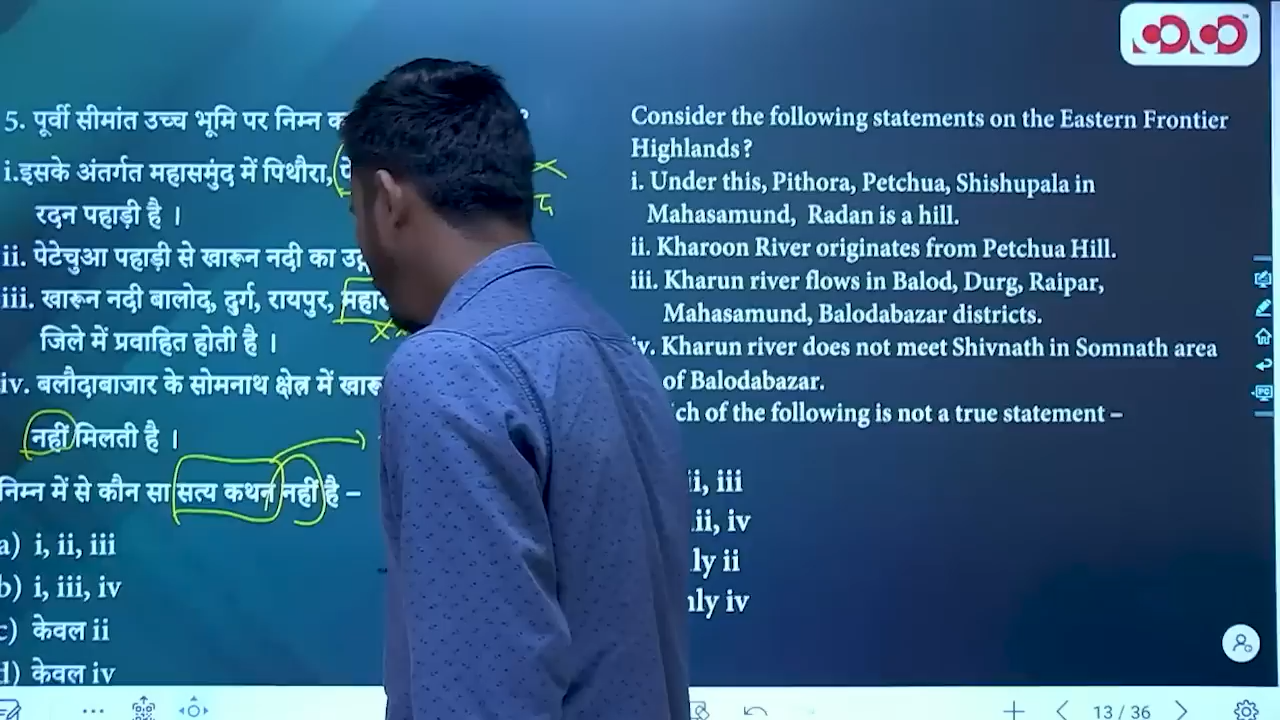 5. पूर्वी सीमांत उच्च भूमि पर निम्न
i.इसके अंतर्गत महासमुंद में पिथौरा,
रदन पहाड़ी है ।
ii. पेटेचुआ पहाड़ी से खारून नदी का
iii. खारून नदी बालोद, दुर्ग, रायपुर,
जिले में प्रवाहित होती है ।
iv. बलौदाबाजार के सोमनाथ क्षेत्र में
नहीं मिलती है ।
निम्न में से कौन सा सत्य कथन नहीं है –
a) i, ii, iii
b) i, iii, iv
c) केवल ii
d) केवल iv
Consider the following statements on the Eastern Frontier
Highlands?
i. Under this, Pithora, Petchua, Shishupala in
Mahasamund, Radan is a hill.
ii. Kharoon River originates from Petchua Hill.
iii. Kharun river flows in Balod, Durg, Raipar,
Mahasamund, Balodabazar districts.
iv. Kharun river does not meet Shivnath in Somnath area
of Balodabazar.
of the following is not a true statement –
ii, iii
iii, iv
ii
iv
13 / 36